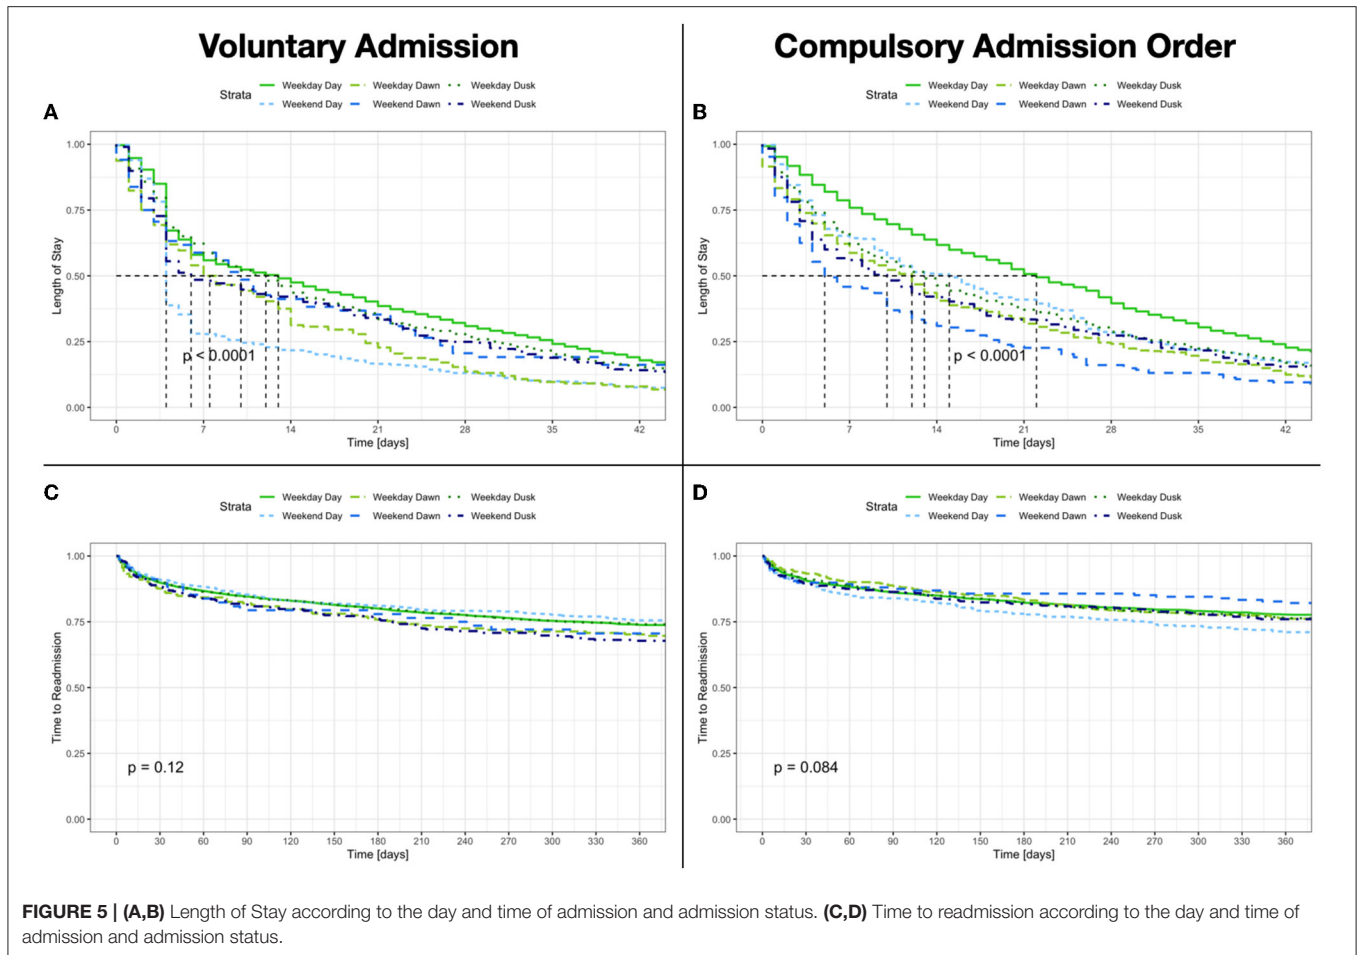 Voluntary Admission
Strata
Weekday Day Weekday Dawn Weekday Dusk
Weekend Day Weekend Dawn Weekend Dusk
A
1.00
0.75
0.50
0.25
0.00
Length of Stay
p < 0.0001
0 7 14 21 28 35 42
Time [days]
Compulsory Admission Order
Strata
Weekday Day Weekday Dawn Weekday Dusk
Weekend Day Weekend Dawn Weekend Dusk
B
1.00
0.75
0.50
0.25
0.00
Length of Stay
p < 0.0001
0 7 14 21 28 35 42
Time [days]
C
Strata
Weekday Day Weekday Dawn Weekday Dusk
Weekend Day Weekend Dawn Weekend Dusk
1.00
0.75
0.50
0.25
0.00
Time to Readmission
p = 0.12
0 30 60 90 120 150 180 210 240 270 300 330 360
Time [days]
D
Strata
Weekday Day Weekday Dawn Weekday Dusk
Weekend Day Weekend Dawn Weekend Dusk
1.00
0.75
0.50
0.25
0.00
Time to Readmission
p = 0.084
0 30 60 90 120 150 180 210 240 270 300 330 360
Time [days]
FIGURE 5 | (A,B) Length of Stay according to the day and time of admission and admission status. (C,D) Time to readmission according to the day and time of
admission and admission status.